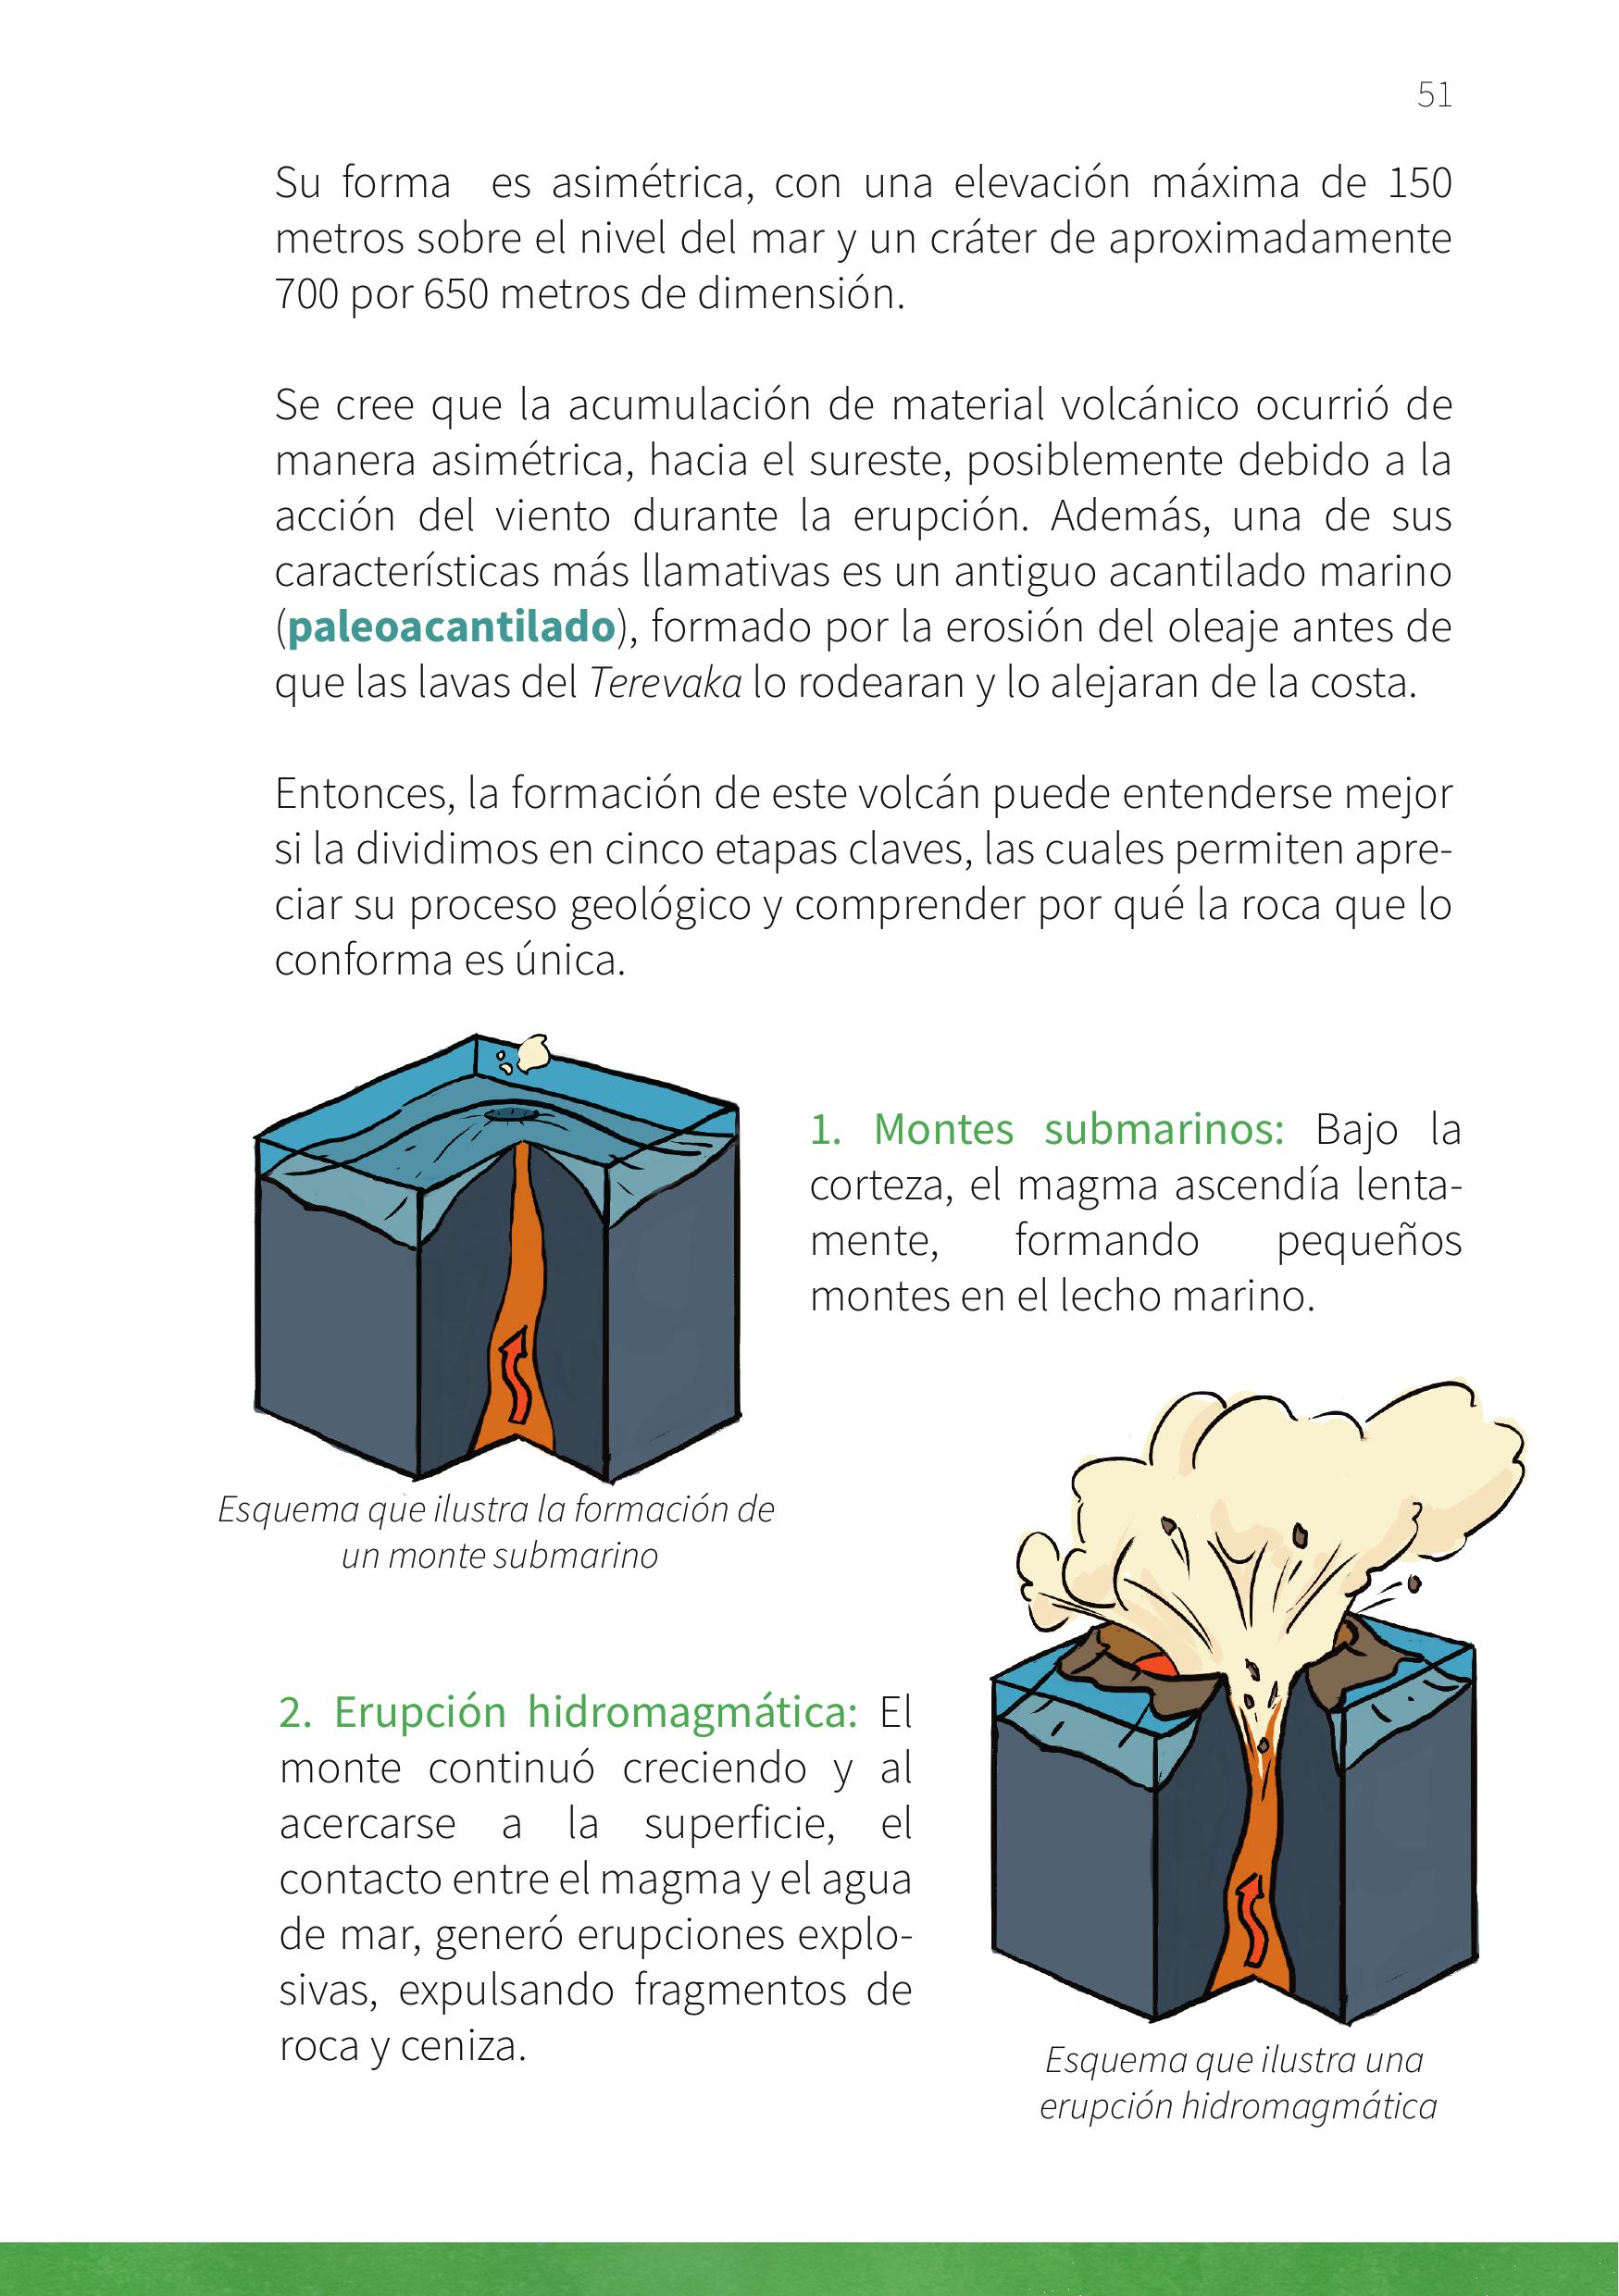 51
Su forma es asimétrica, con una elevación máxima de 150
metros sobre el nivel del mar y un cráter de aproximadamente
700 por 650 metros de dimensión.
Se cree que la acumulación de material volcánico ocurrió de
manera asimétrica, hacia el sureste, posiblemente debido a la
acción del viento durante la erupción. Además, una de sus
características más llamativas es un antiguo acantilado marino
(paleoacantilado), formado por la erosión del oleaje antes de
que las lavas del Terevaka lo rodearan y lo alejaran de la costa.
Entonces, la formación de este volcán puede entenderse mejor
si la dividimos en cinco etapas claves, las cuales permiten apre-
ciar su proceso geológico y comprender por qué la roca que lo
conforma es única.
1. Montes submarinos: Bajo la
corteza, el magma ascendía lenta-
mente, formando pequeños
montes en el lecho marino.
Esquema que ilustra la formación de
un monte submarino
2. Erupción hidromagmática: El
monte continuó creciendo y al
acercarse a la superficie, el
contacto entre el magma y el agua
de mar, generó erupciones explo-
sivas, expulsando fragmentos de
roca y ceniza.
Esquema que ilustra una
erupción hidromagmática